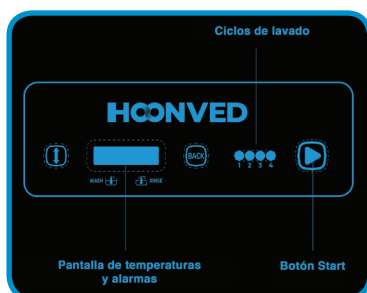 Ciclos de lavado
HOONVED
BACK
1 2 3 4
WASH RINSE
Pantalla de temperaturas
y alarmas
Botón Start